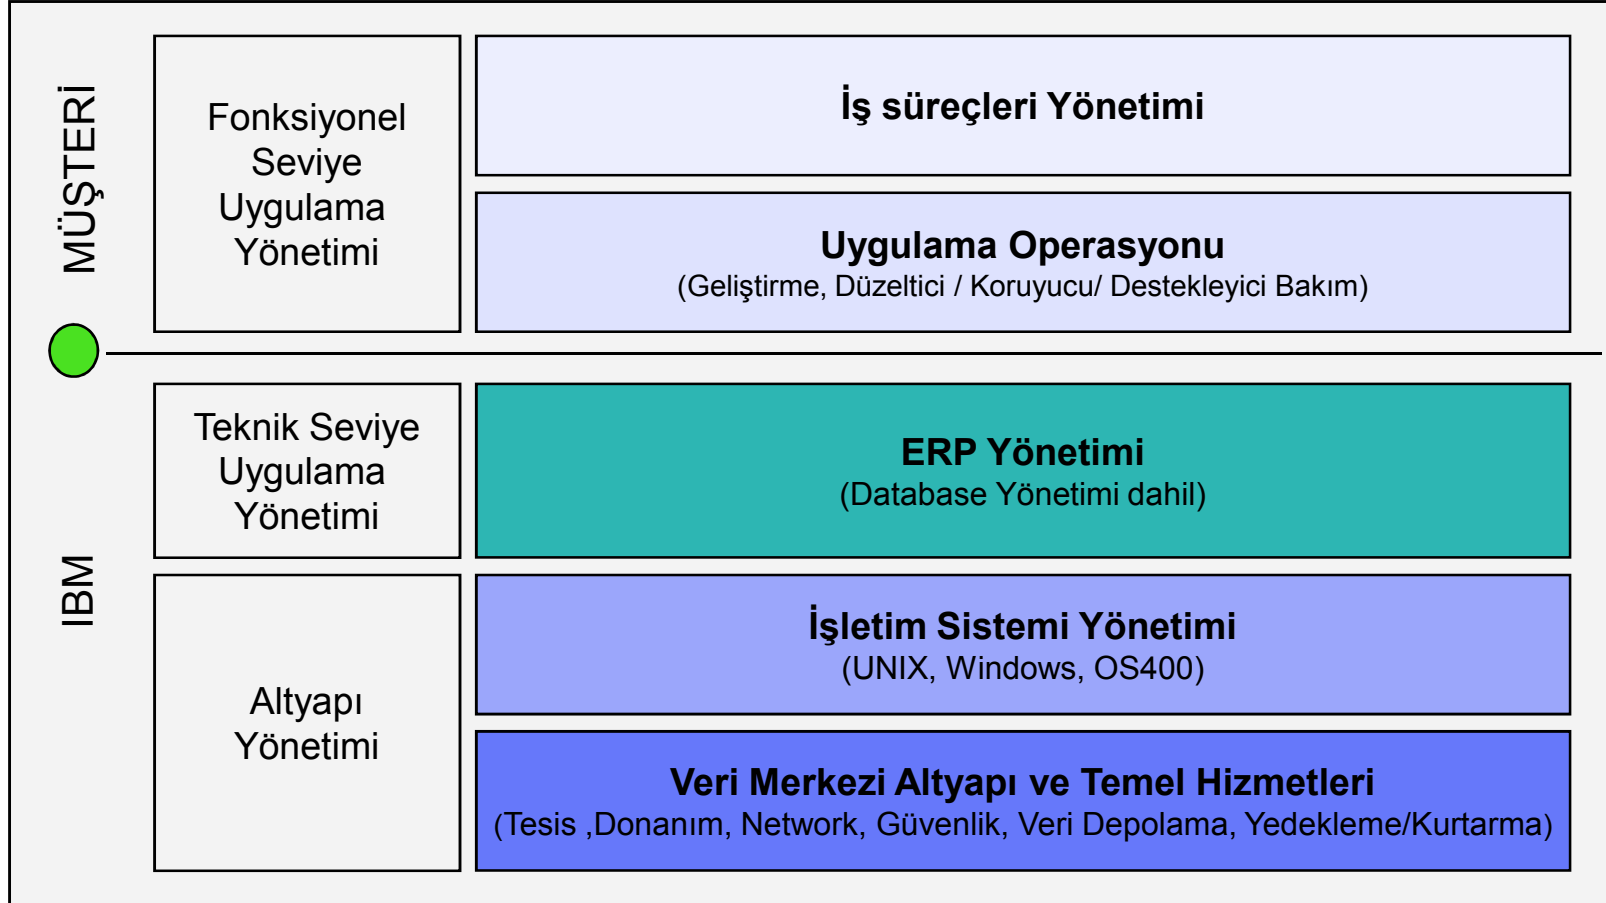 MÜŞTERİ
Fonksiyonel
Seviye
Uygulama
Yönetimi
İş süreçleri Yönetimi
Uygulama Operasyonu
(Geliştirme, Düzeltici / Koruyucu/ Destekleyici Bakım)
IBM
Teknik Seviye
Uygulama
Yönetimi
ERP Yönetimi
(Database Yönetimi dahil)
Altyapı
Yönetimi
İşletim Sistemi Yönetimi
(UNIX, Windows, OS400)
Veri Merkezi Altyapı ve Temel Hizmetleri
(Tesis ,Donanım, Network, Güvenlik, Veri Depolama, Yedekleme/Kurtarma)